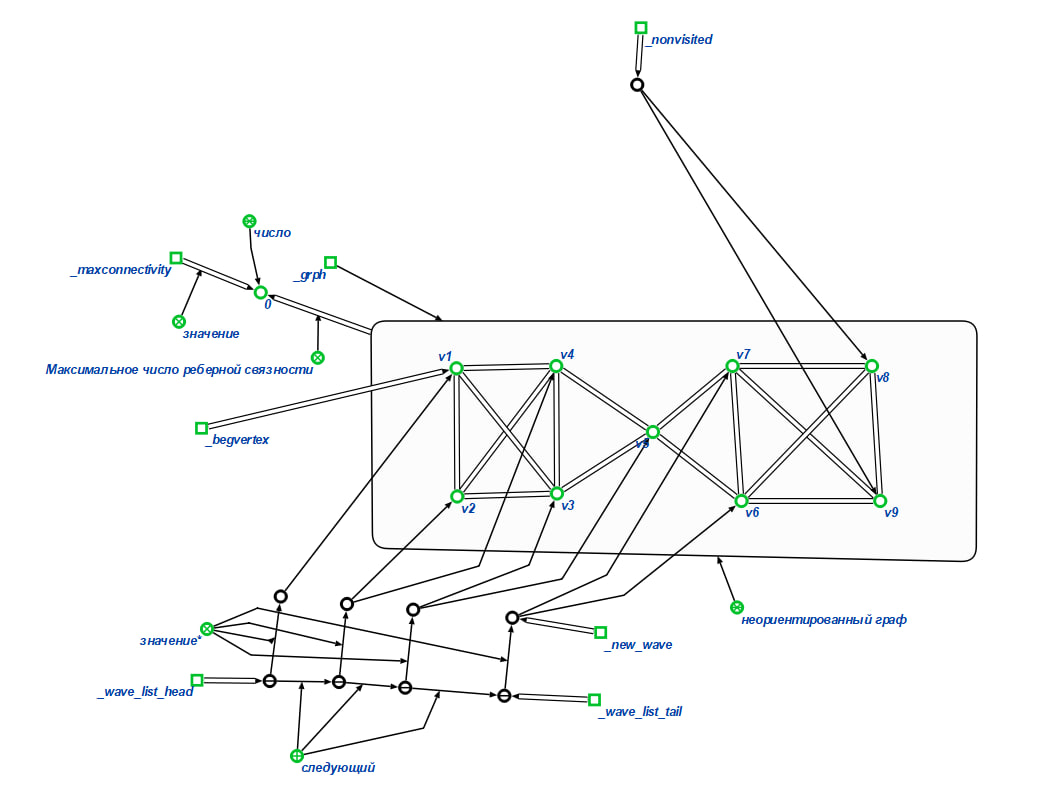 _nonvisited
число
_maxconnectivity
_grph
0
значение
Максимальное число реберной связности
v1
v4
v7
v8
_begvertex
v5
v2
v3
v6
v9
неориентированный граф
значение*
_new_wave
_wave_list_head
_wave_list_tail
следующий